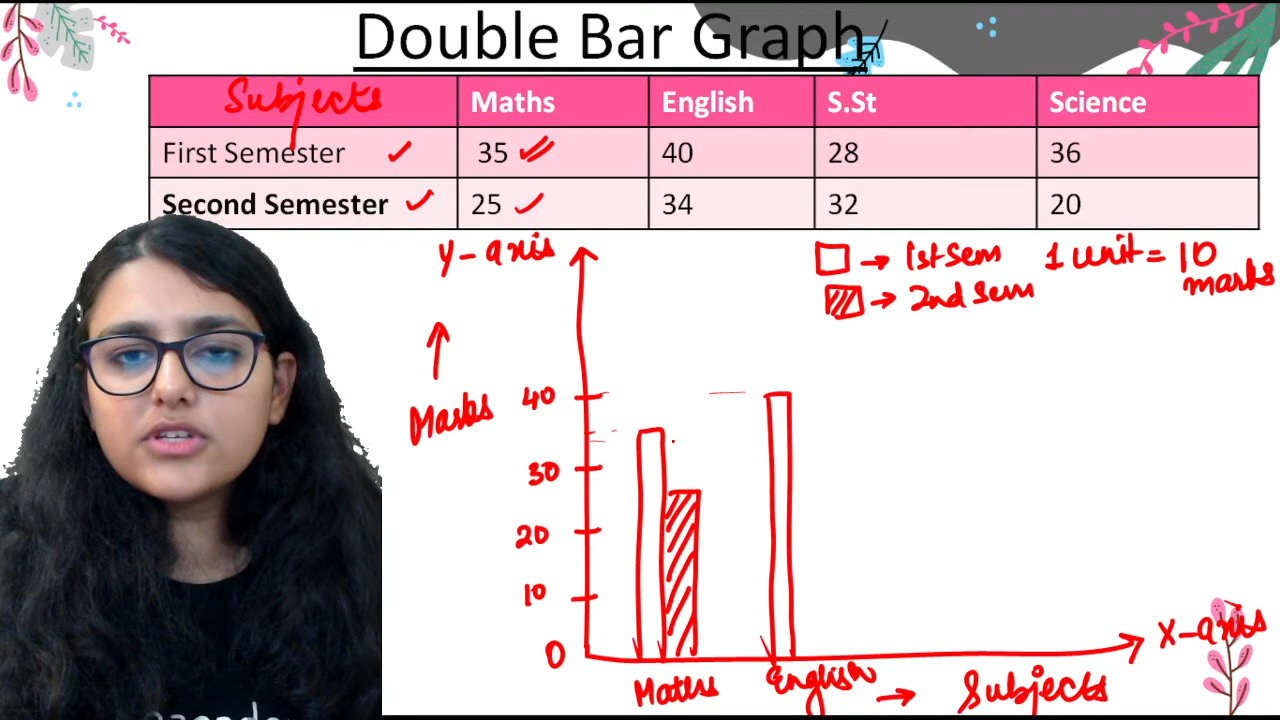 Double Bar Graph
Subjects Maths English S.St Science
First Semester 35 40 28 36
Second Semester 25 34 32 20
y-axis
→ 1st Sem
→ 2nd Sem
1 unit = 10
marks
Marks
40
30
20
10
0
X-axis
Maths English → Subjects